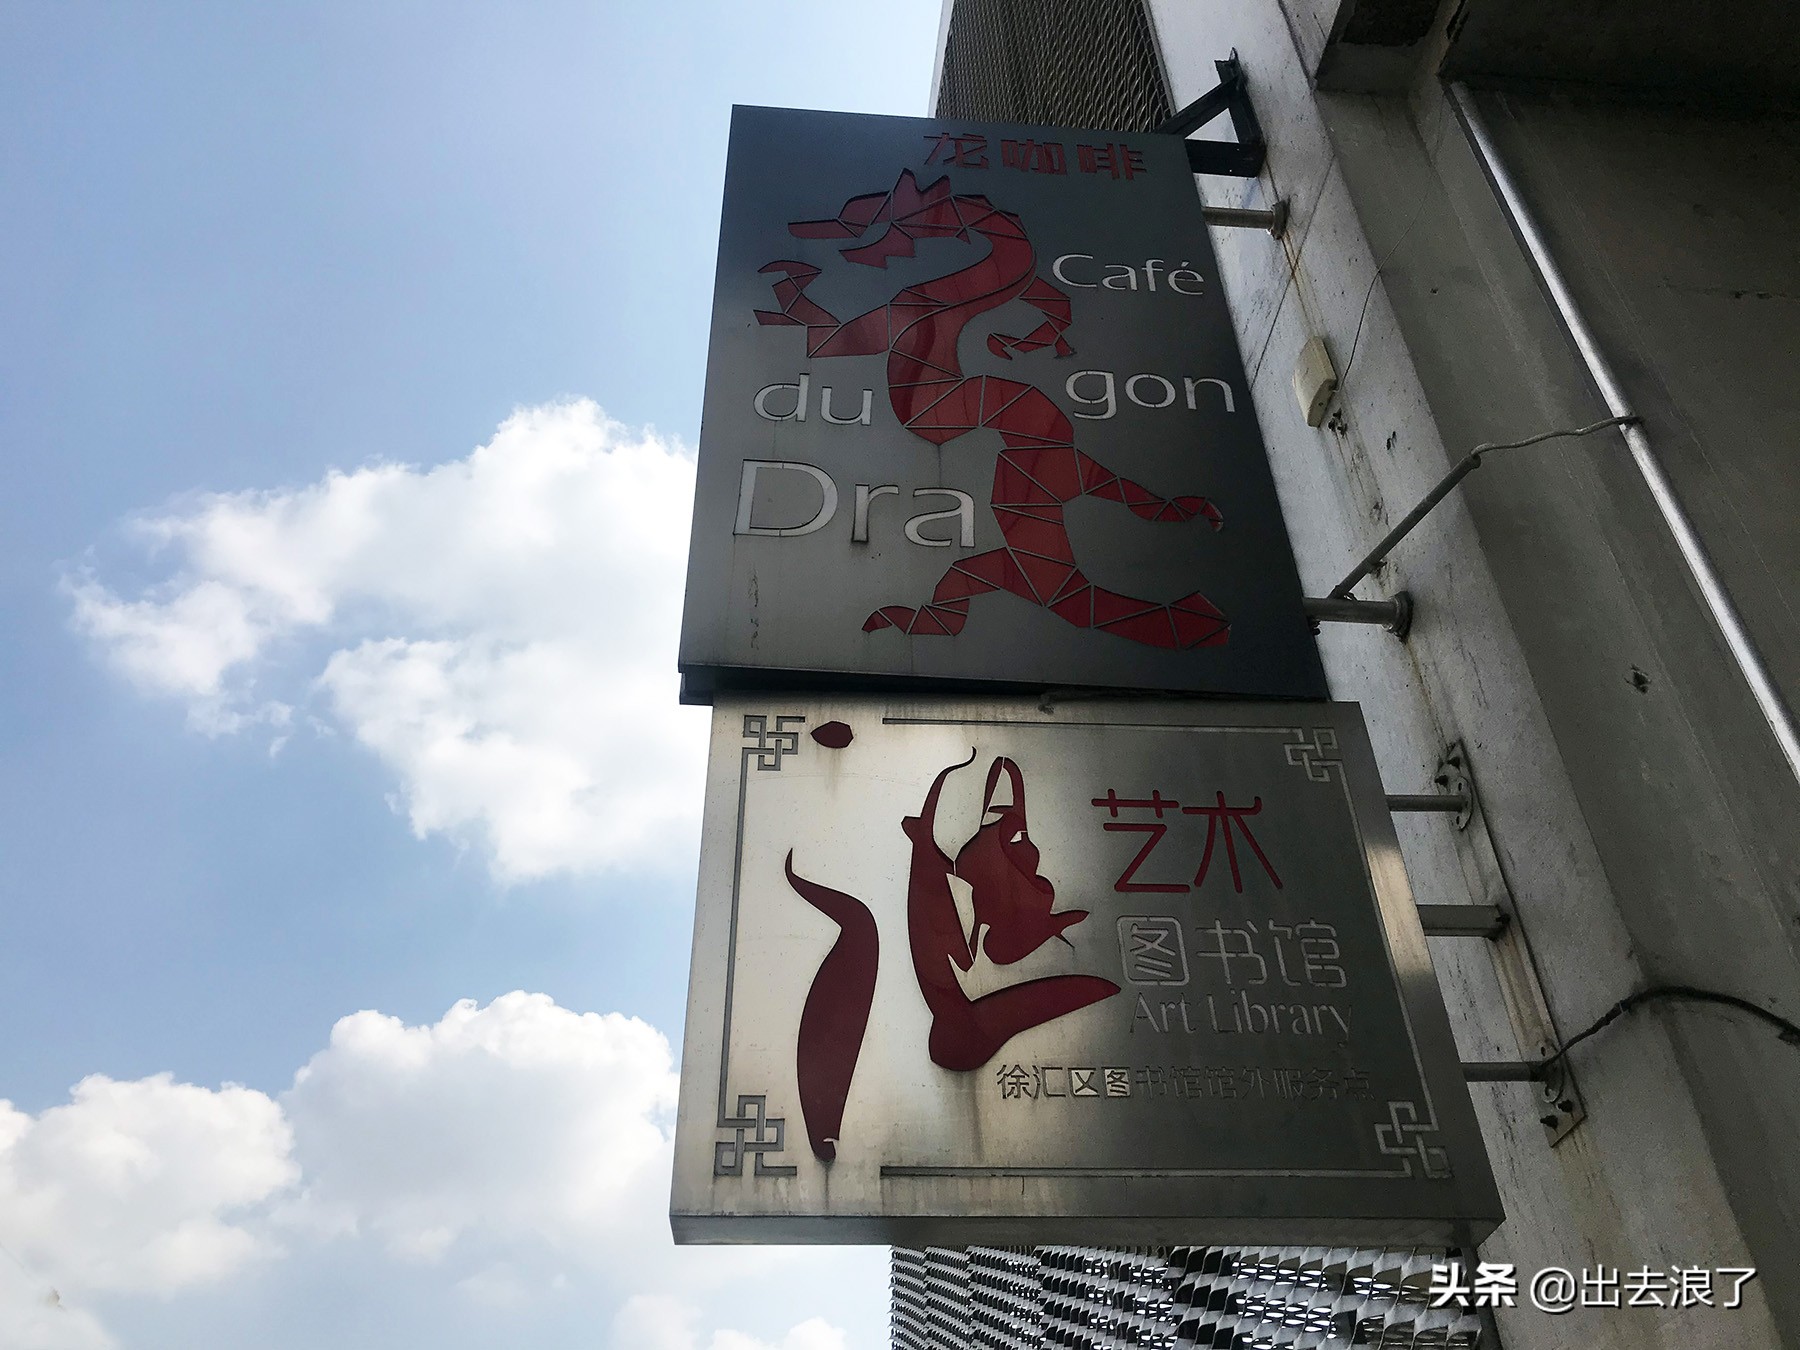 龙咖啡
Café
du
gon
Dra
艺术
图书馆
Art Library
徐汇区图书馆馆外服务点
头条 @出去浪了